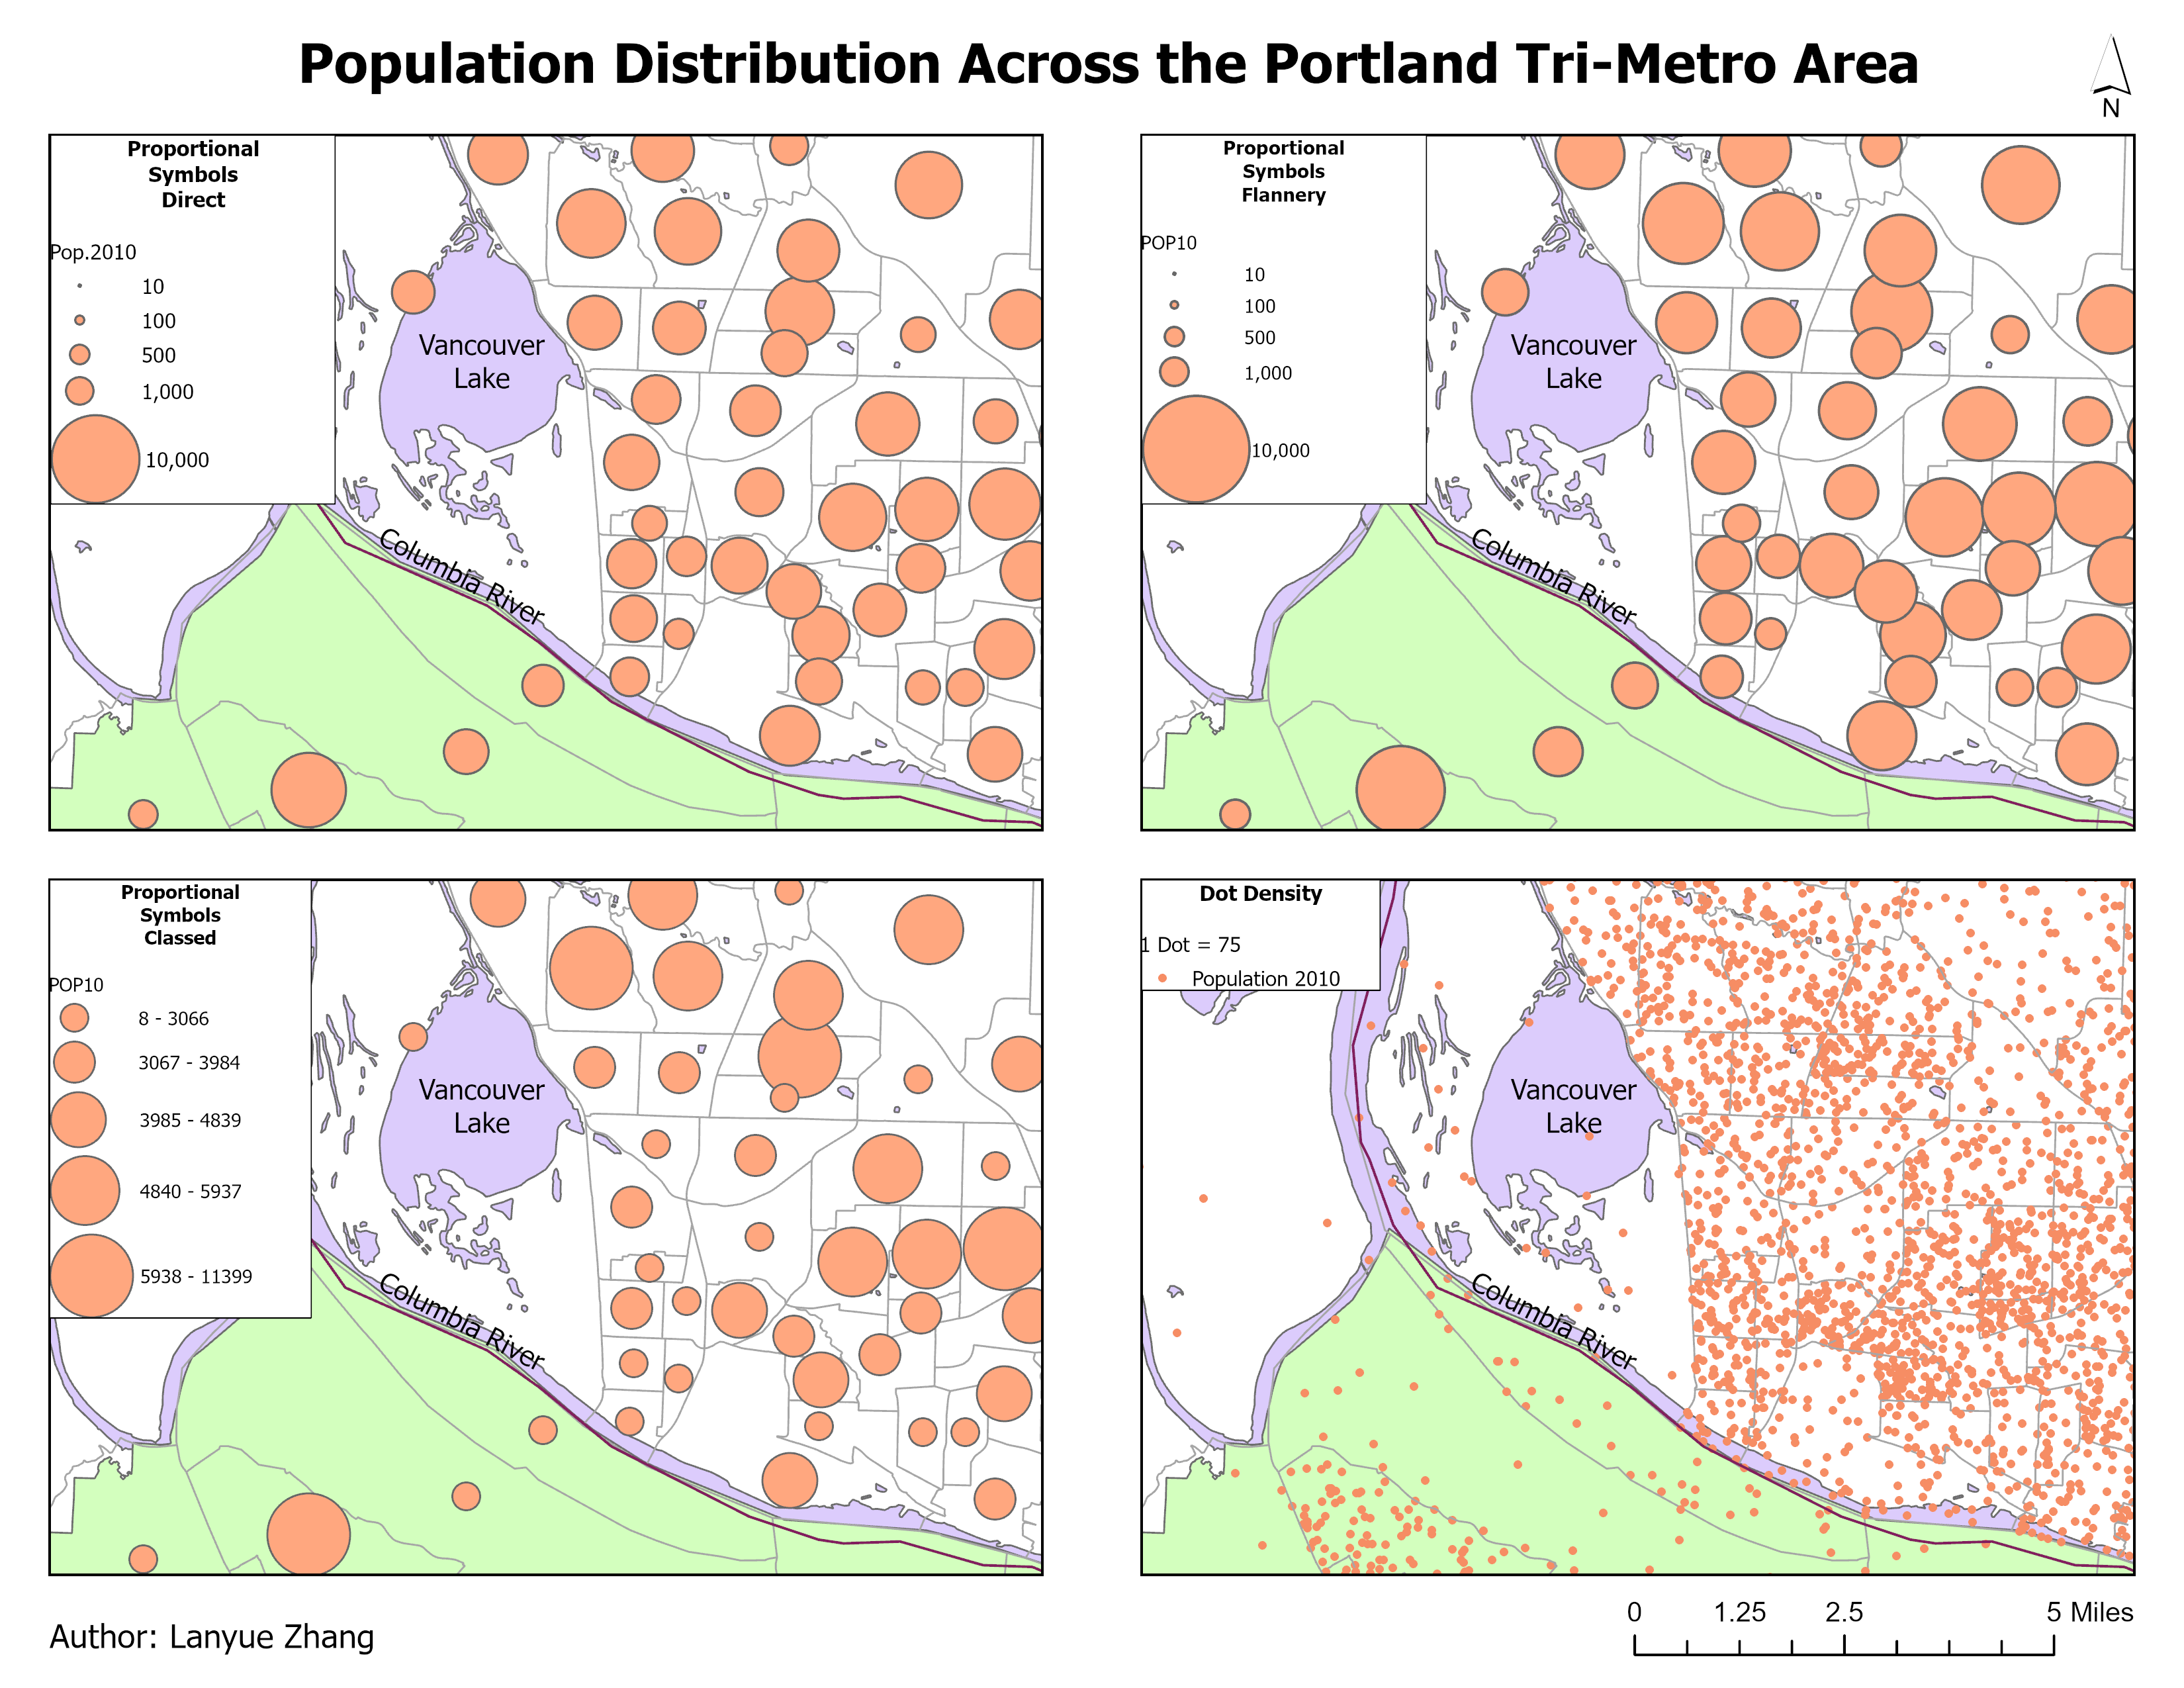 Population Distribution Across the Portland Tri-Metro Area
N
Proportional
Symbols
Direct
Pop.2010
10
100
500
1,000
10,000
Vancouver
Lake
Columbia River
Proportional
Symbols
Flannery
POP10
10
100
500
1,000
10,000
Vancouver
Lake
Columbia River
Proportional
Symbols
Classed
POP10
8 - 3066
3067 - 3984
3985 - 4839
4840 - 5937
5938 - 11399
Vancouver
Lake
Columbia River
Dot Density
1 Dot = 75
Population 2010
Vancouver
Lake
Columbia River
Author: Lanyue Zhang
0 1.25 2.5 5 Miles